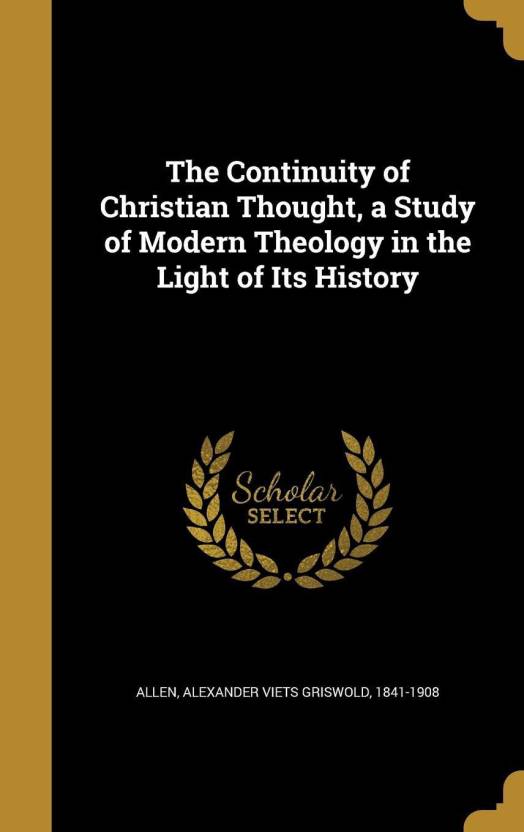 The Continuity of
Christian Thought, a Study
of Modern Theology in the
Light of Its History
Scholar
SELECT
ALLEN, ALEXANDER VIETS GRISWOLD, 1841-1908